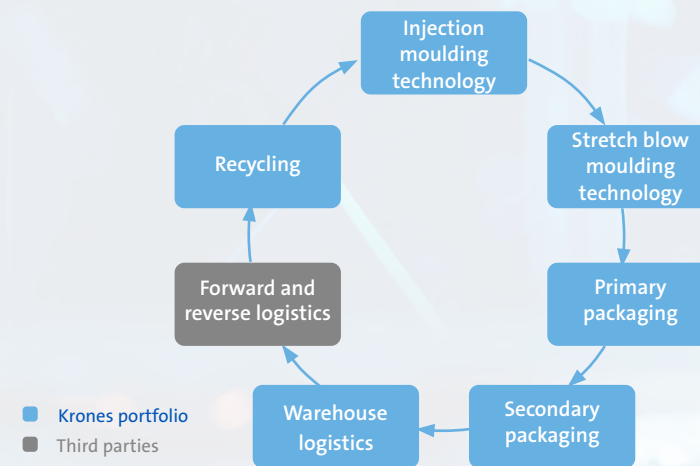 Injection
moulding
technology
Recycling
Stretch blow
moulding
technology
Forward and
reverse logistics
Primary
packaging
Warehouse
logistics
Secondary
packaging
Krones portfolio
Third parties